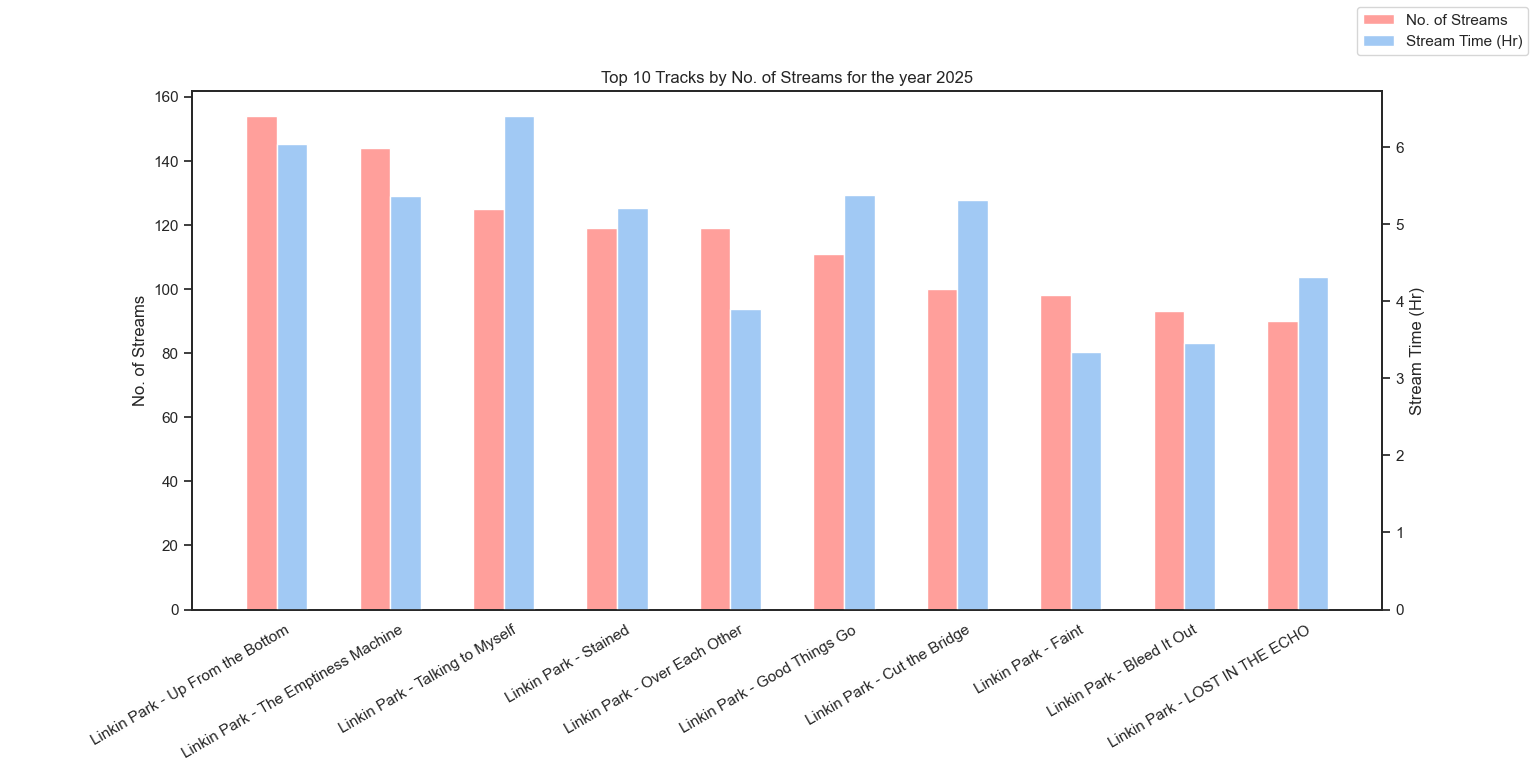 No. of Streams
Stream Time (Hr)
Top 10 Tracks by No. of Streams for the year 2025
160
140
120
100
80
60
40
20
0
No. of Streams
6
5
4
3
2
1
0
Stream Time (Hr)
Linkin Park - Up From the Bottom
Linkin Park - The Emptiness Machine
Linkin Park - Talking to Myself
Linkin Park - Stained
Linkin Park - Over Each Other
Linkin Park - Good Things Go
Linkin Park - Cut the Bridge
Linkin Park - Faint
Linkin Park - Bleed It Out
Linkin Park - LOST IN THE ECHO